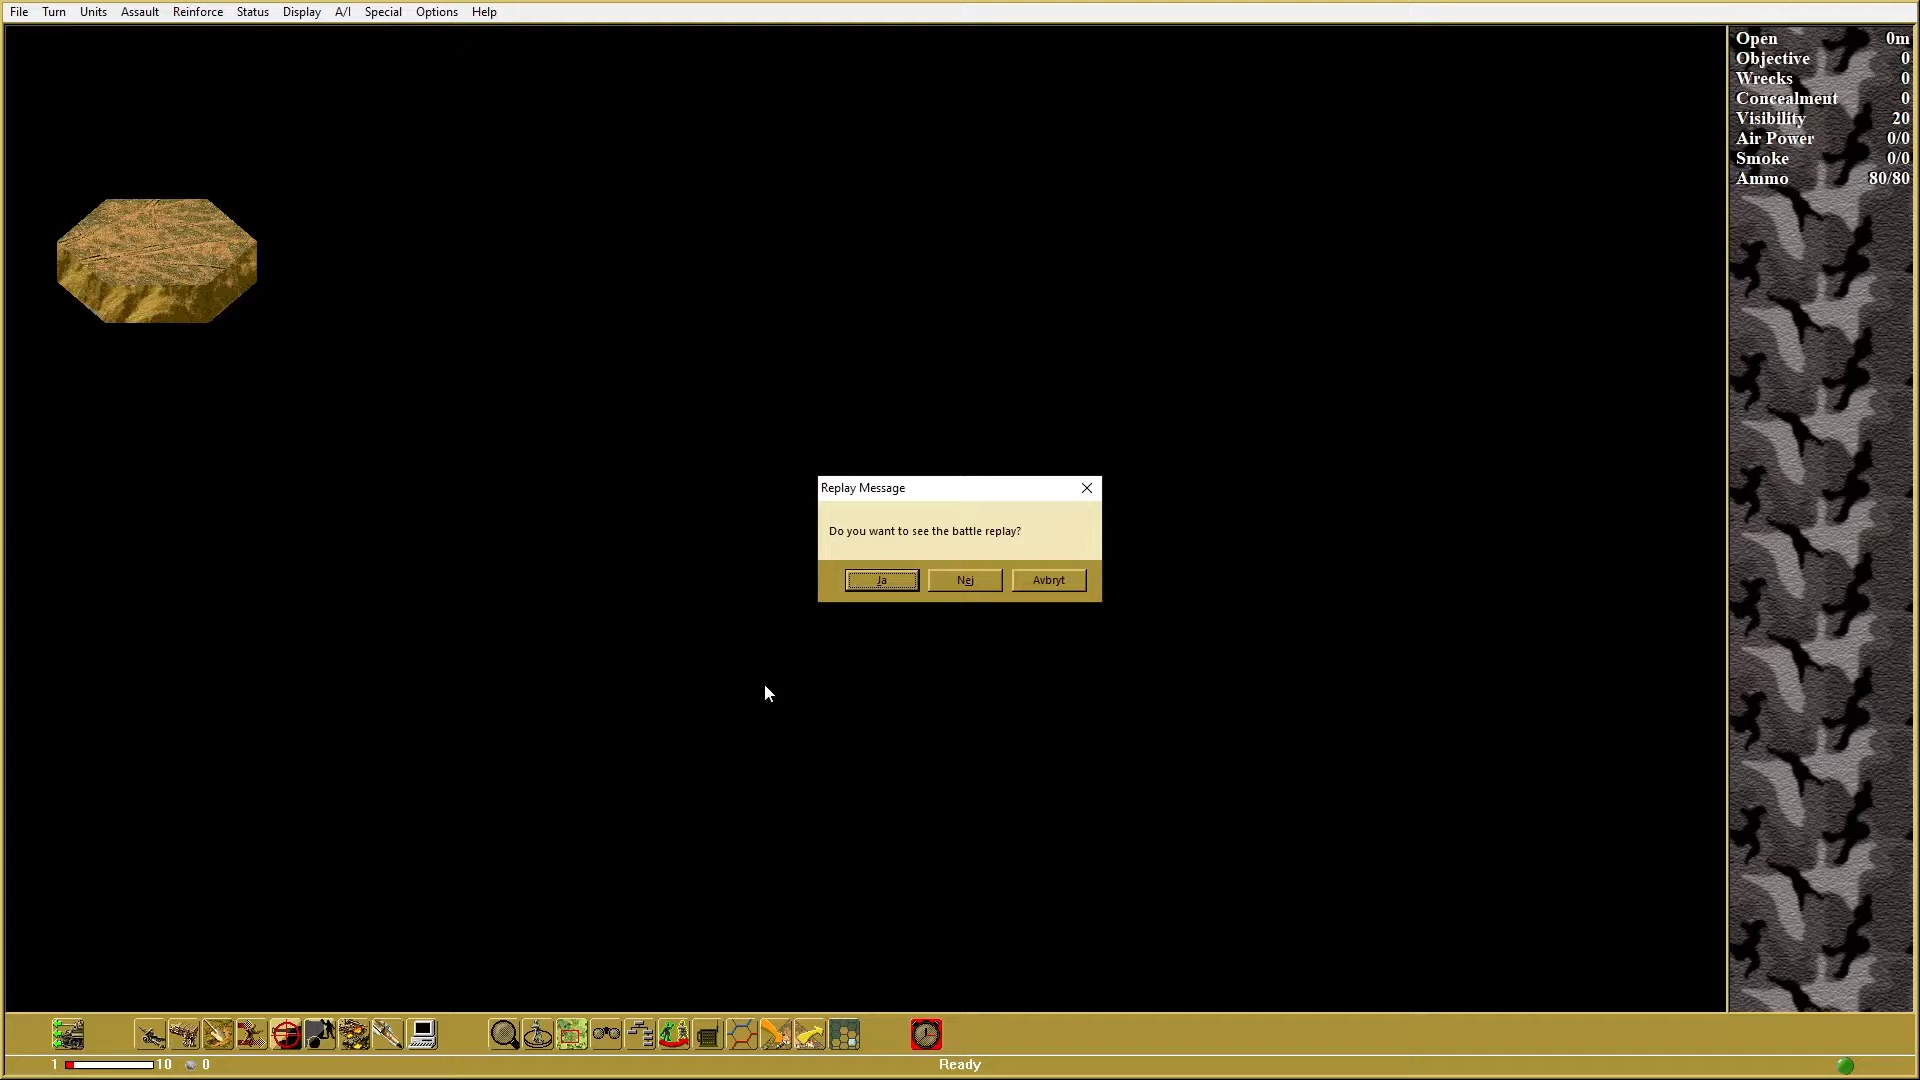 File Turn Units Assault Reinforce Status Display A/I Special Options Help
Open 0m
Objective 0
Wrecks 0
Concealment 0
Visibility 20
Air Power 0/0
Smoke 0/0
Ammo 80/80
Replay Message
Do you want to see the battle replay?
Ja Nej Avbryt
1 10 0 Ready